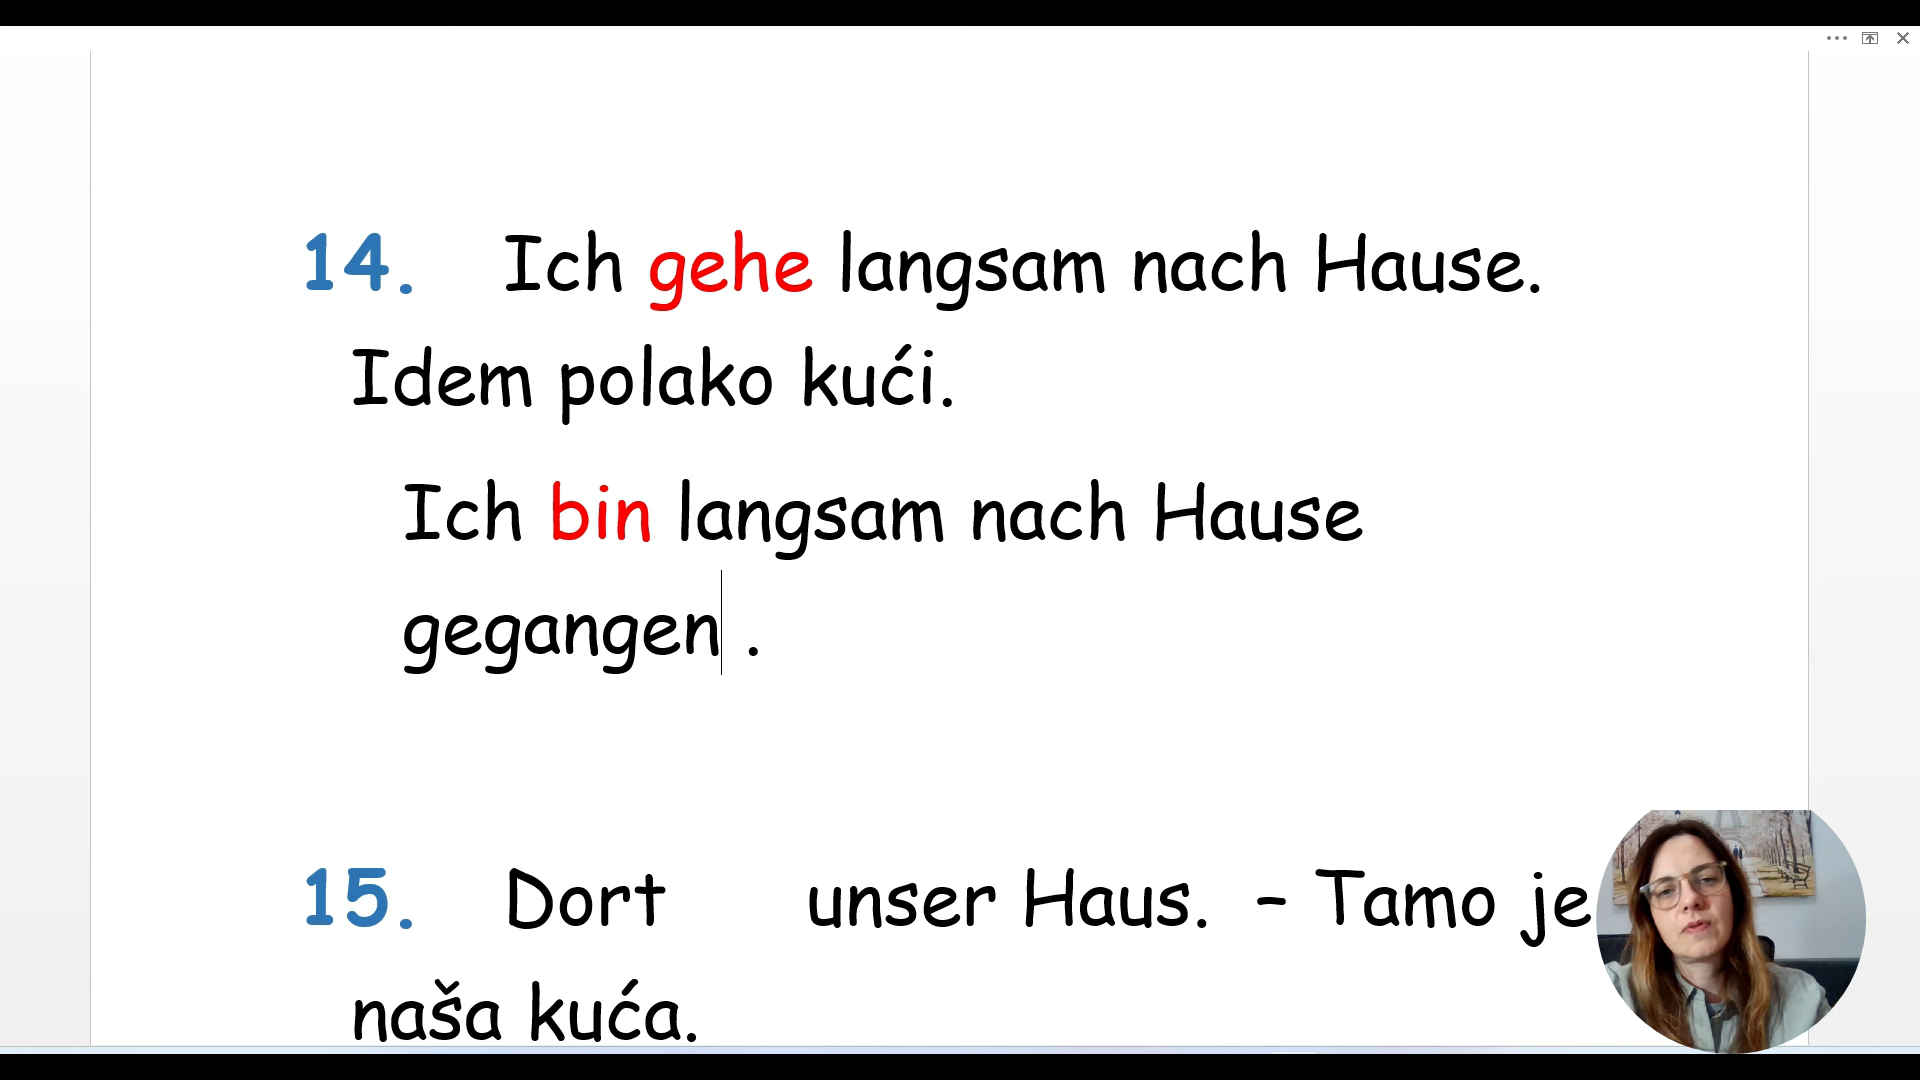 14. Ich gehe langsam nach Hause.
Idem polako kući.
Ich bin langsam nach Hause
gegangen .
15. Dort unser Haus. – Tamo je
naša kuća.